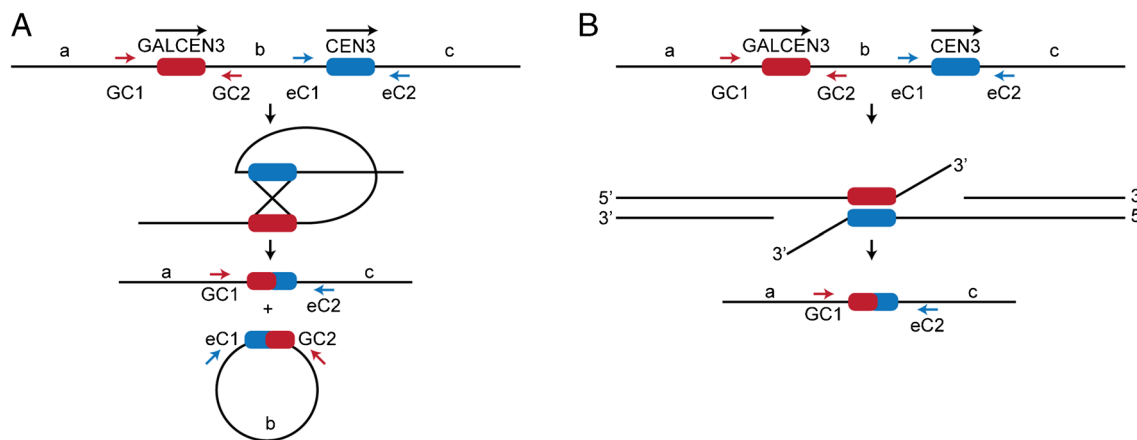 A
a GALCEN3 b CEN3 c
GC1 GC2 eC1 eC2
a c
GC1 eC2
+
eC1 GC2
b
B
a GALCEN3 b CEN3 c
GC1 GC2 eC1 eC2
3’
5’ 3
3’ 5
3’
a c
GC1 eC2